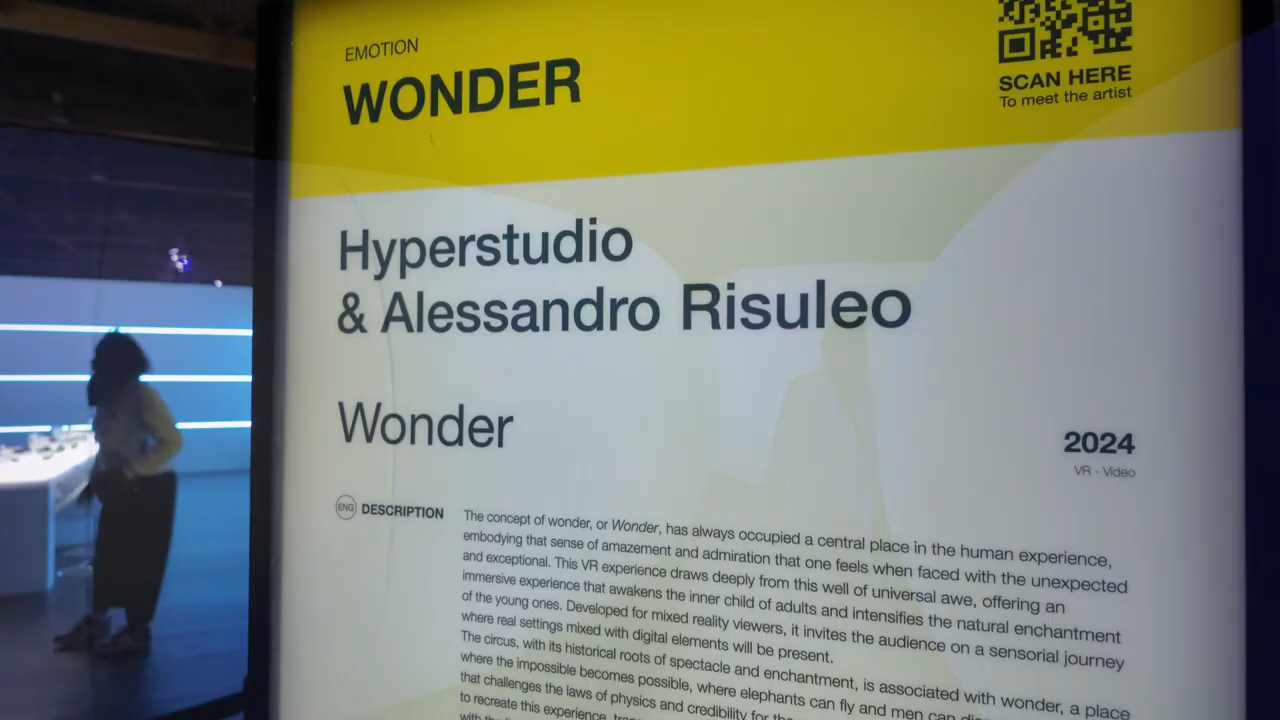 EMOTION
WONDER
SCAN HERE
To meet the artist
Hyperstudio
& Alessandro Risuleo
Wonder
2024
VR - Video
ENG DESCRIPTION
The concept of wonder, or Wonder, has always occupied a central place in the human experience,
embodying that sense of amazement and admiration that one feels when faced with the unexpected
and exceptional. This VR experience draws deeply from this well of universal awe, offering an
immersive experience that awakens the inner child of adults and intensifies the natural enchantment
of the young ones. Developed for mixed reality viewers, it invites the audience on a sensorial journey
where real settings mixed with digital elements will be present.
The circus, with its historical roots of spectacle and enchantment, is associated with wonder, a place
where the impossible becomes possible, where elephants can fly and men can
that challenges the laws of physics and credibility for the
to recreate this experience,